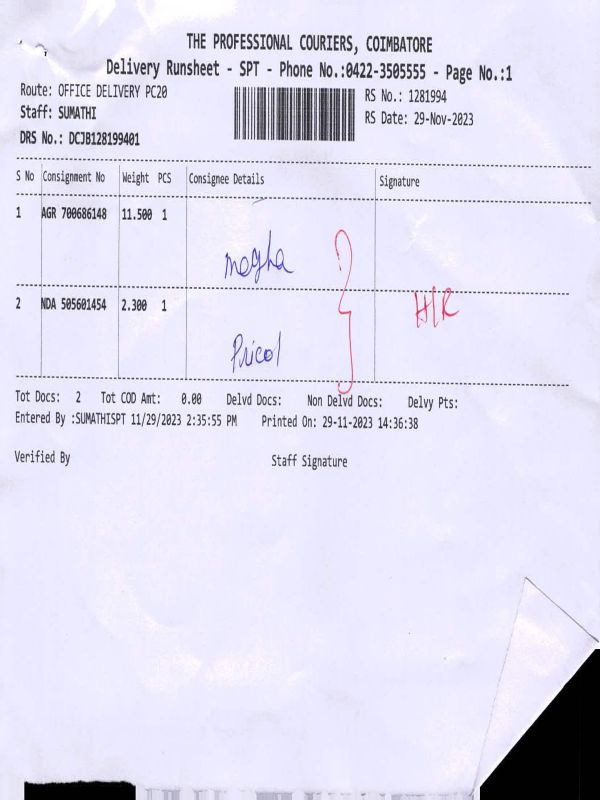 THE PROFESSIONAL COURIERS, COIMBATORE
Delivery Runsheet - SPT - Phone No.:0422-3505555 - Page No.:1
Route: OFFICE DELIVERY PC20
RS No.: 1281994
Staff: SUMATHI
RS Date: 29-Nov-2023
DRS No.: DCJB128199401
S No Consignment No Weight PCS Consignee Details Signature
1 AGR 700686148 11.500 1
megha
2 NDA 505601454 2.300 1
H/R
Pricol
Tot Docs: 2 Tot COD Amt: 0.00 Delvd Docs: Non Delvd Docs: Delvy Pts:
Entered By :SUMATHISPT 11/29/2023 2:35:55 PM Printed On: 29-11-2023 14:36:38
Verified By Staff Signature